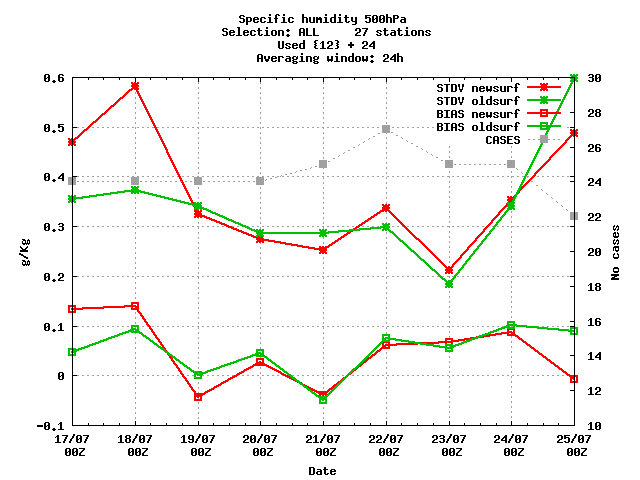 Specific humidity 500hPa
Selection: ALL     27 stations
Used {12} + 24
Averaging window: 24h
STDV newsurf
STDV oldsurf
BIAS newsurf
BIAS oldsurf
CASES
0.6
0.5
0.4
0.3
0.2
0.1
0
-0.1
g/Kg
30
28
26
24
22
20
18
16
14
12
10
No cases
17/07 18/07 19/07 20/07 21/07 22/07 23/07 24/07 25/07
00Z 00Z 00Z 00Z 00Z 00Z 00Z 00Z 00Z
Date